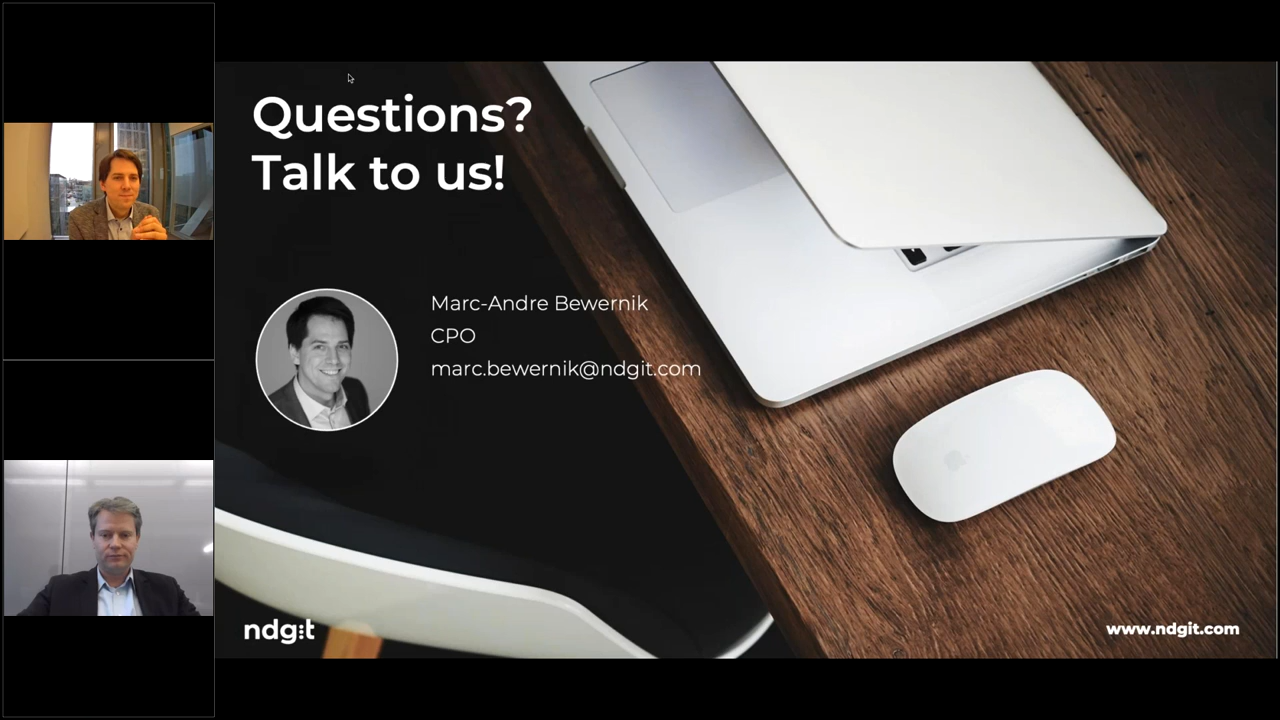 Questions?
Talk to us!
Marc-Andre Bewernik
CPO
marc.bewernik@ndgit.com
ndgit
www.ndgit.com